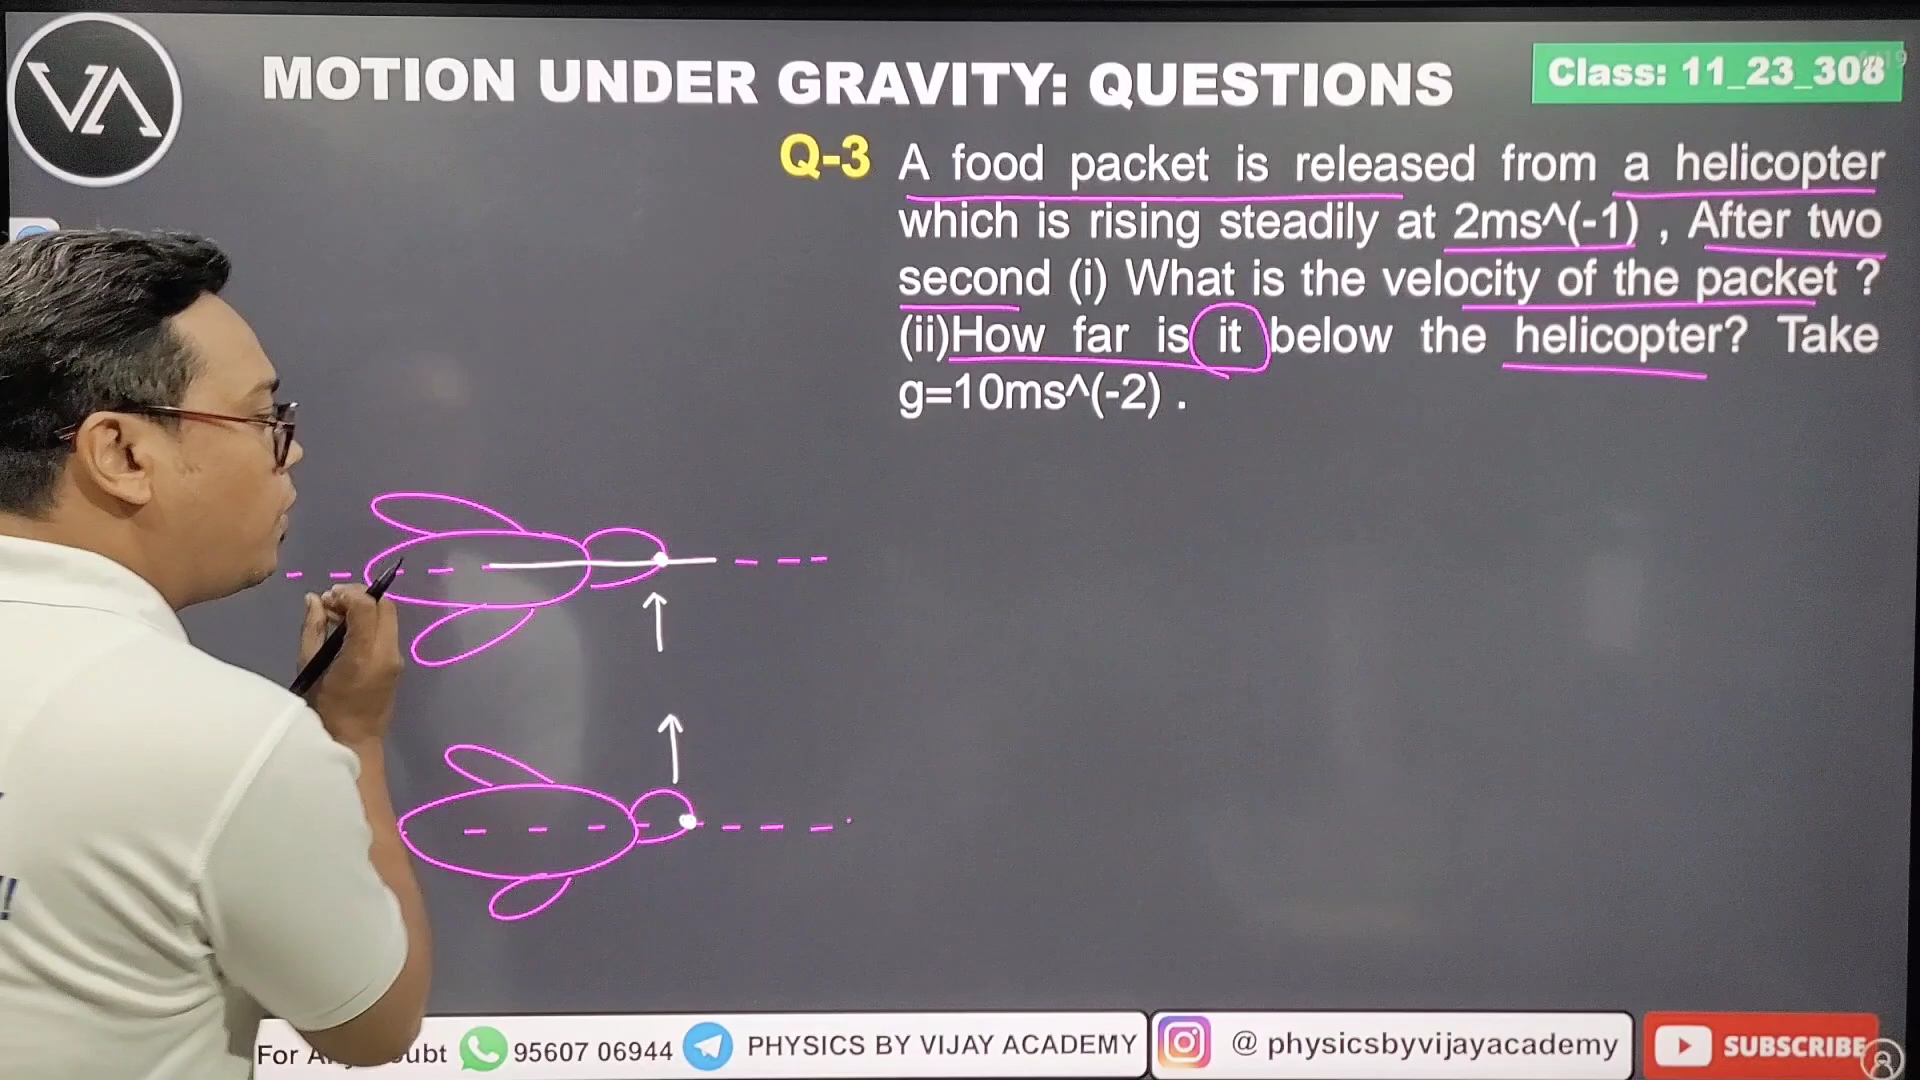 VA
MOTION UNDER GRAVITY: QUESTIONS
Class: 11_23_308
Q-3 A food packet is released from a helicopter
which is rising steadily at 2ms^(-1) , After two
second (i) What is the velocity of the packet ?
(ii)How far is it below the helicopter? Take
g=10ms^(-2) .
For
95607 06944
PHYSICS BY VIJAY ACADEMY
@ physicsbyvijayacademy
SUBSCRIBE